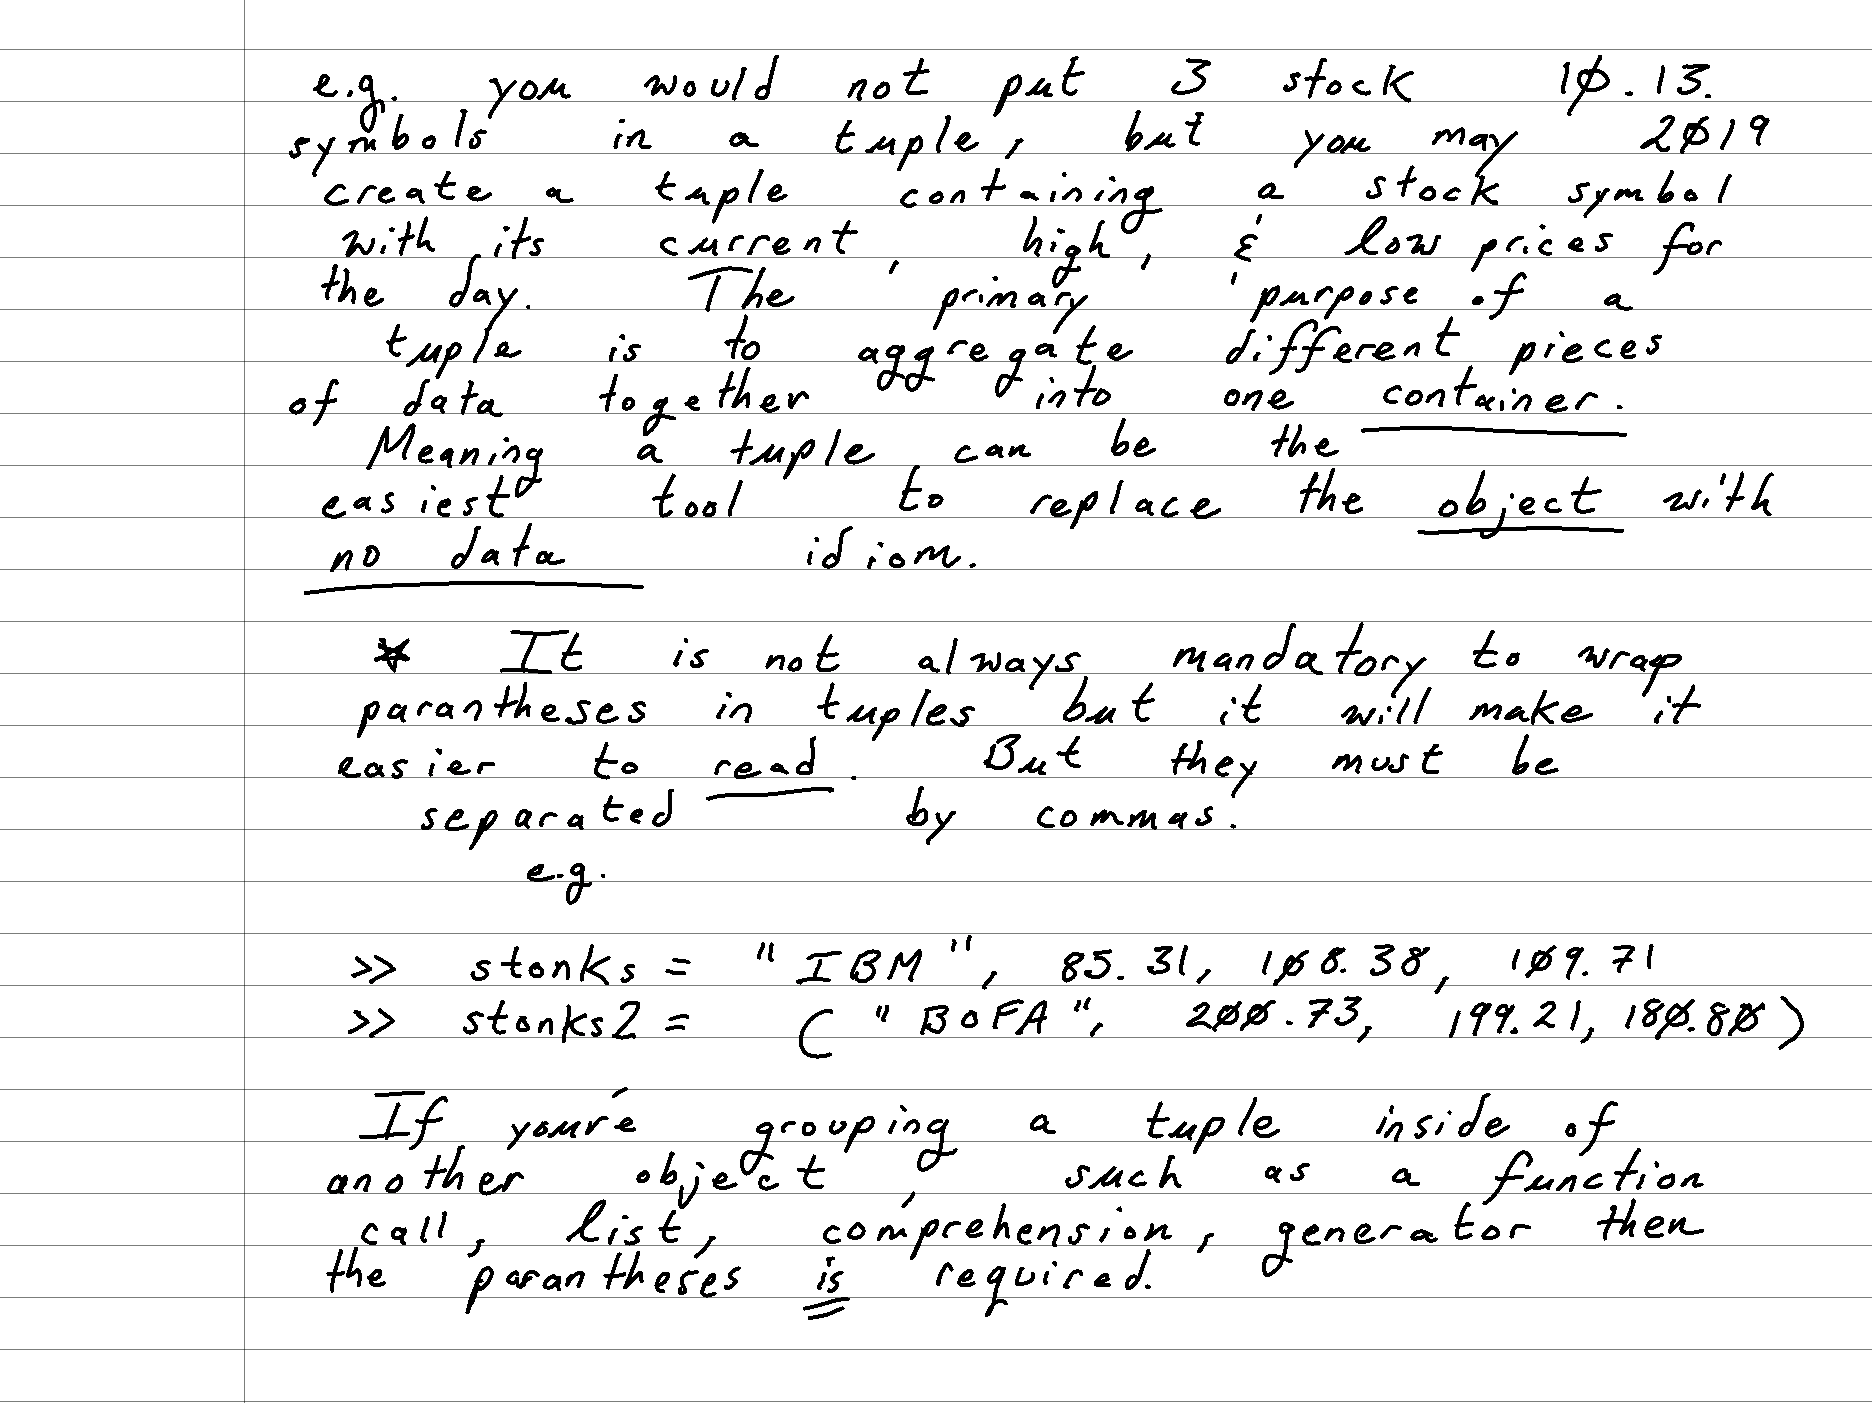 e.g. you would not put 3 stock 10.13.
symbols in a tuple, but you may 2019
create a tuple containing a stock symbol
with its current, high, & low prices for
the day. The primary purpose of a
tuple is to aggregate different pieces
of data together into one container.
Meaning a tuple can be the
easiest tool to replace the object with
no data idiom.
* It is not always mandatory to wrap
parantheses in tuples but it will make it
easier to read. But they must be
separated by commas.
e.g.
>> stonks = "IBM", 85.31, 108.38, 109.71
>> stonks2 = ("BOFA", 200.73, 199.21, 180.80)
If you're grouping a tuple inside of
another object, such as a function
call, list, comprehension, generator then
the parantheses is required.